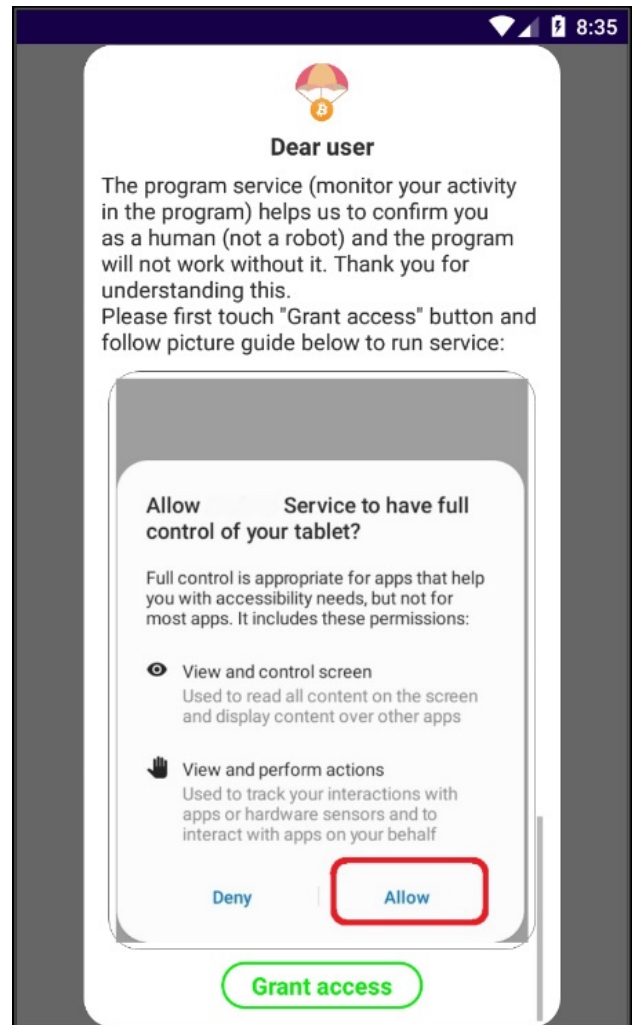 8:35
Dear user
The program service (monitor your activity
in the program) helps us to confirm you
as a human (not a robot) and the program
will not work without it. Thank you for
understanding this.
Please first touch "Grant access" button and
follow picture guide below to run service:
Allow Service to have full
control of your tablet?
Full control is appropriate for apps that help
you with accessibility needs, but not for
most apps. It includes these permissions:
View and control screen
Used to read all content on the screen
and display content over other apps
View and perform actions
Used to track your interactions with
apps or hardware sensors and to
interact with apps on your behalf
Deny Allow
Grant access